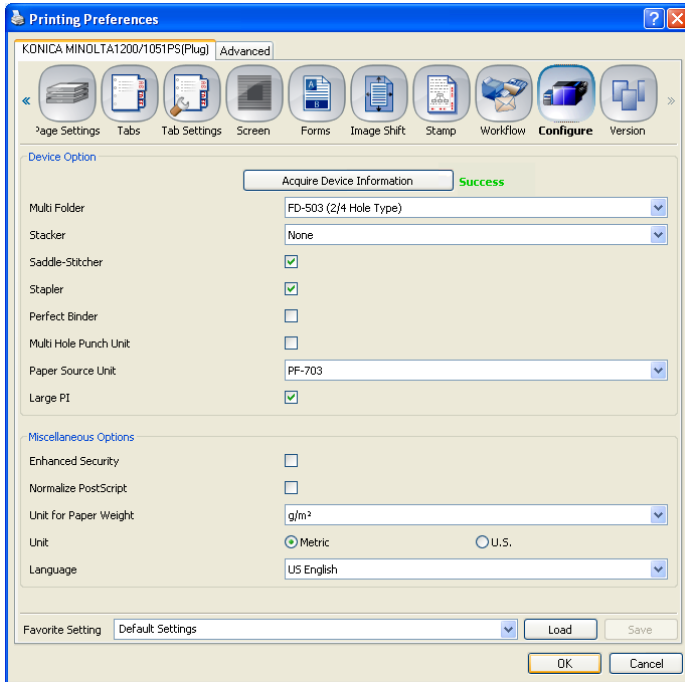 Printing Preferences
KONICA MINOLTA1200/1051PS(Plug) Advanced
« Page Settings Tabs Tab Settings Screen Forms Image Shift Stamp Workflow Configure Version »
Device Option
Acquire Device Information Success
Multi Folder FD-503 (2/4 Hole Type)
Stacker None
Saddle-Stitcher
Stapler
Perfect Binder
Multi Hole Punch Unit
Paper Source Unit PF-703
Large PI
Miscellaneous Options
Enhanced Security
Normalize PostScript
Unit for Paper Weight g/m²
Unit Metric U.S.
Language US English
Favorite Setting Default Settings Load Save
OK Cancel